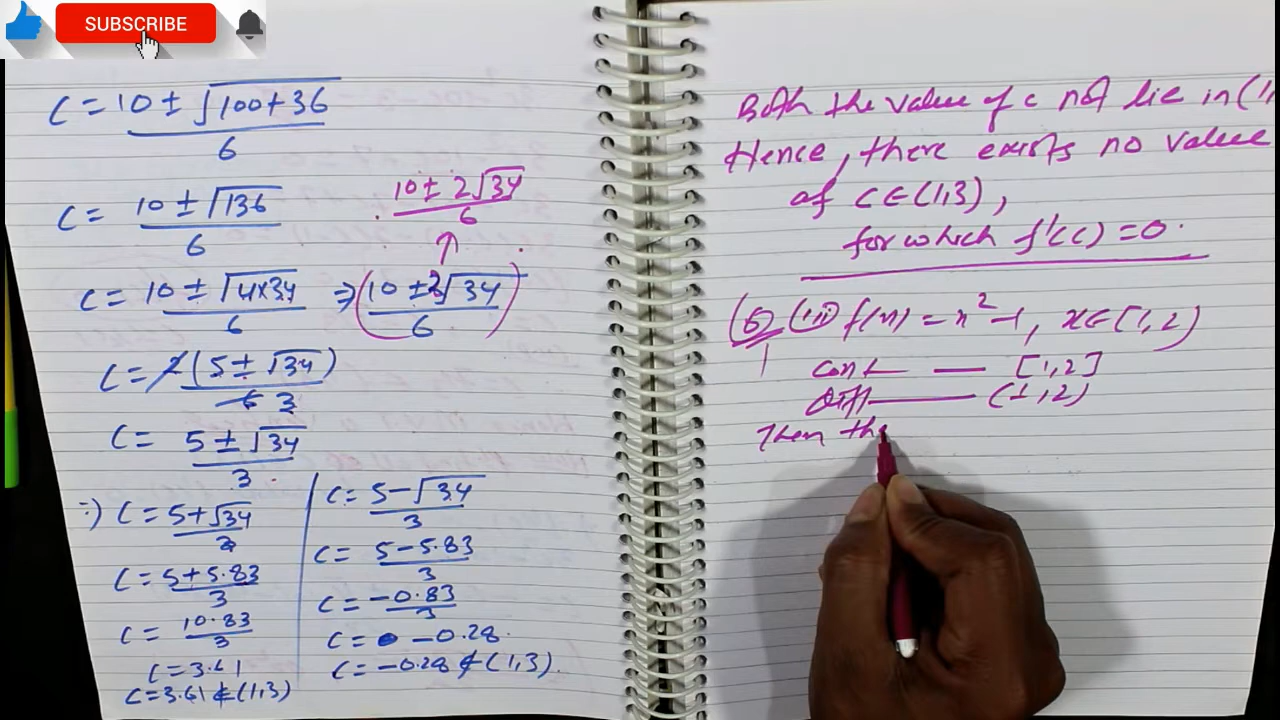 SUBSCRIBE
C = 10 ± √100+36 / 6
C = 10 ± √136 / 6
10 ± 2√34 / 6
C = 10 ± √4×34 / 6 ⇒ (10 ± 2√34 / 6)
C = 2(5 ± √34) / 6 3
C = 5 ± √34 / 3
:) C = 5+√34 / 3
C = 5+5.83 / 3
C = 10.83 / 3
C = 3.61
C = 3.61 ∉ (1,3)
C = 5-√34 / 3
C = 5-5.83 / 3
C = -0.83 / 3
C = -0.28.
C = -0.28 ∉ (1,3).
Both the value of c not lie in (1,
Hence, there exists no value
of C∈(1,3),
for which f'(c) = 0.
(6) (iii) f(x) = x²-1, x∈[1,2)
cont — [1,2]
Diff — (1,2)
Then the